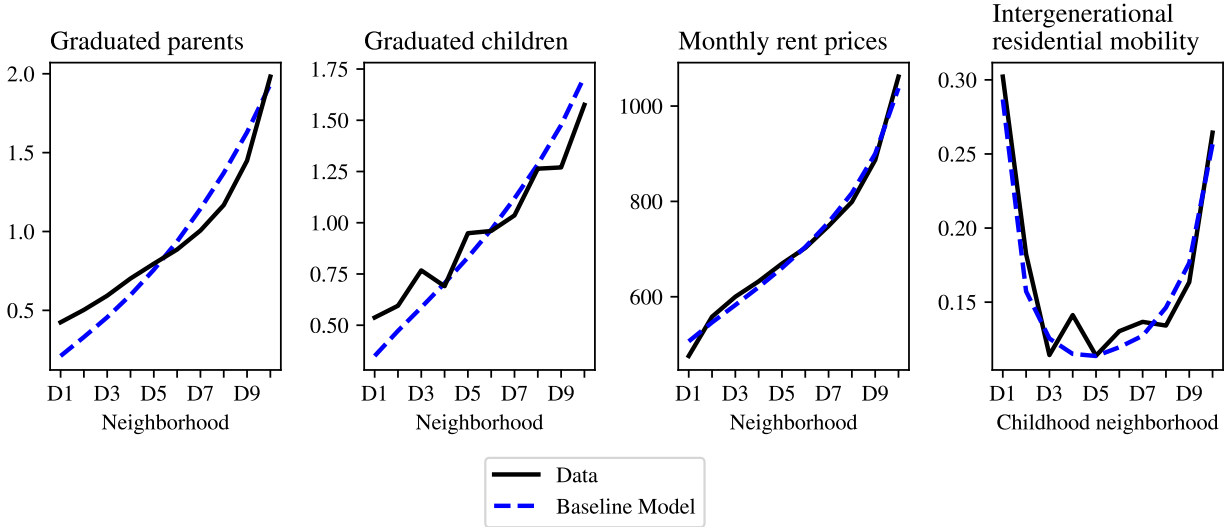 Graduated parents
2.0
1.5
1.0
0.5
D1 D3 D5 D7 D9
Neighborhood
Graduated children
1.75
1.50
1.25
1.00
0.75
0.50
D1 D3 D5 D7 D9
Neighborhood
Monthly rent prices
1000
800
600
D1 D3 D5 D7 D9
Neighborhood
Intergenerational
residential mobility
0.30
0.25
0.20
0.15
D1 D3 D5 D7 D9
Childhood neighborhood
Data
Baseline Model